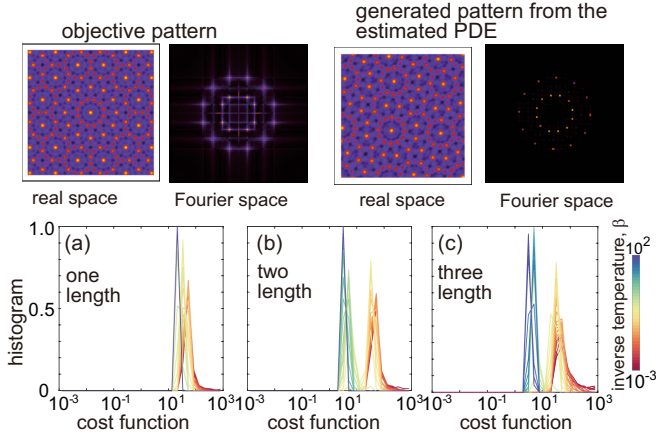 objective pattern
generated pattern from the
estimated PDE
real space
Fourier space
real space
Fourier space
(a)
one
length
(b)
two
length
(c)
three
length
histogram
1.0
0.5
0
10-3
10-1
101
103
cost function
10-3
10-1
101
103
cost function
10-3
10-1
101
103
cost function
102
10-3
inverse temperature, β